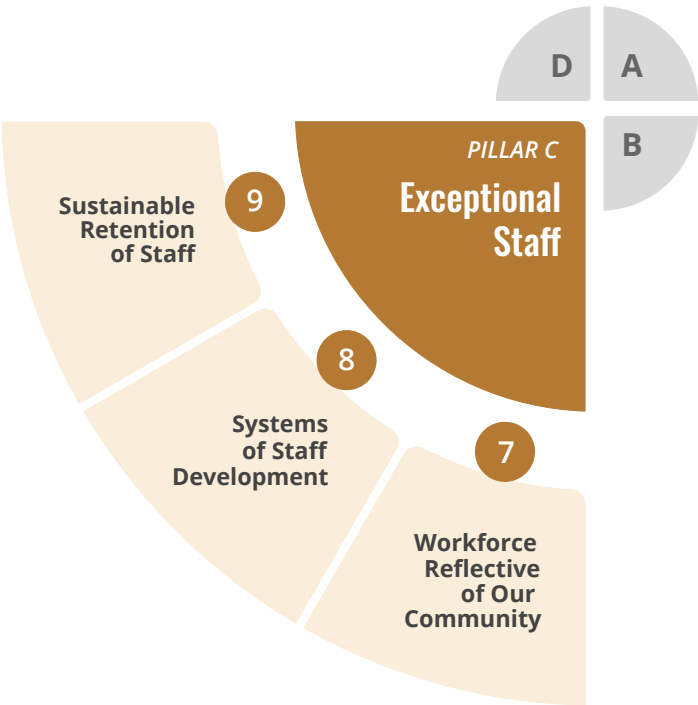 D
A
B
PILLAR C
Exceptional
Staff
9
Sustainable
Retention
of Staff
8
Systems
of Staff
Development
7
Workforce
Reflective
of Our
Community